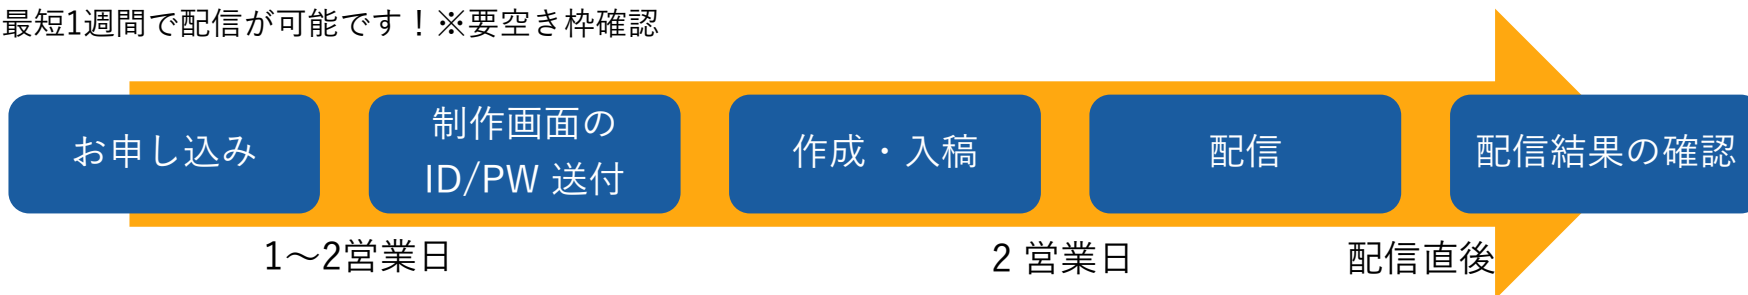 最短1週間で配信が可能です！※要空き枠確認
お申し込み
制作画面の
ID/PW 送付
作成・入稿
配信
配信結果の確認
1～2営業日
2 営業日
配信直後